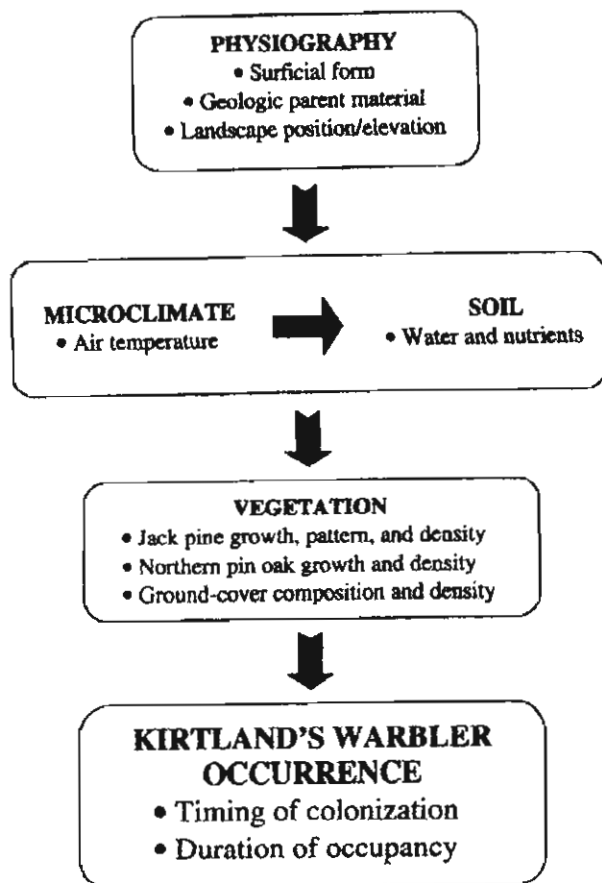 PHYSIOGRAPHY
• Surficial form
• Geologic parent material
• Landscape position/elevation
MICROCLIMATE
• Air temperature
SOIL
• Water and nutrients
VEGETATION
• Jack pine growth, pattern, and density
• Northern pin oak growth and density
• Ground-cover composition and density
KIRTLAND'S WARBLER
OCCURRENCE
• Timing of colonization
• Duration of occupancy